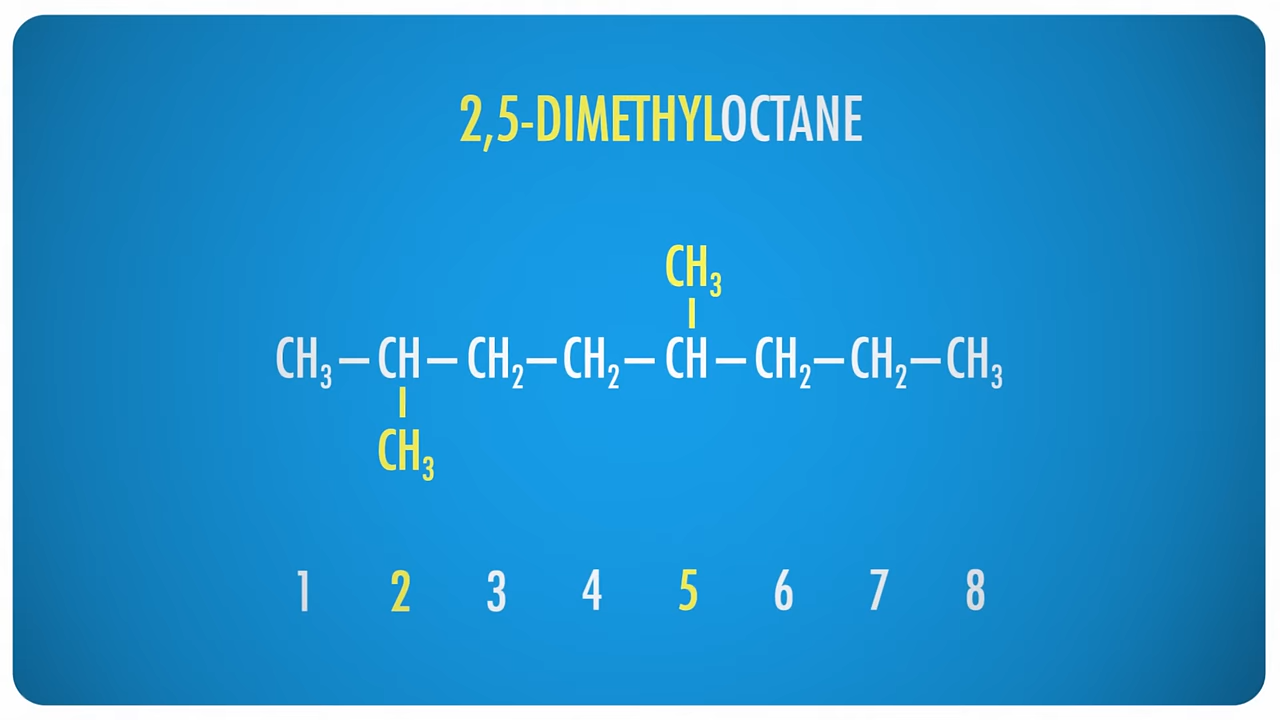 2,5-DIMETHYLOCTANE
CH₃
CH₃ — CH — CH₂ — CH₂ — CH — CH₂ — CH₂ — CH₃
CH₃
1 2 3 4 5 6 7 8